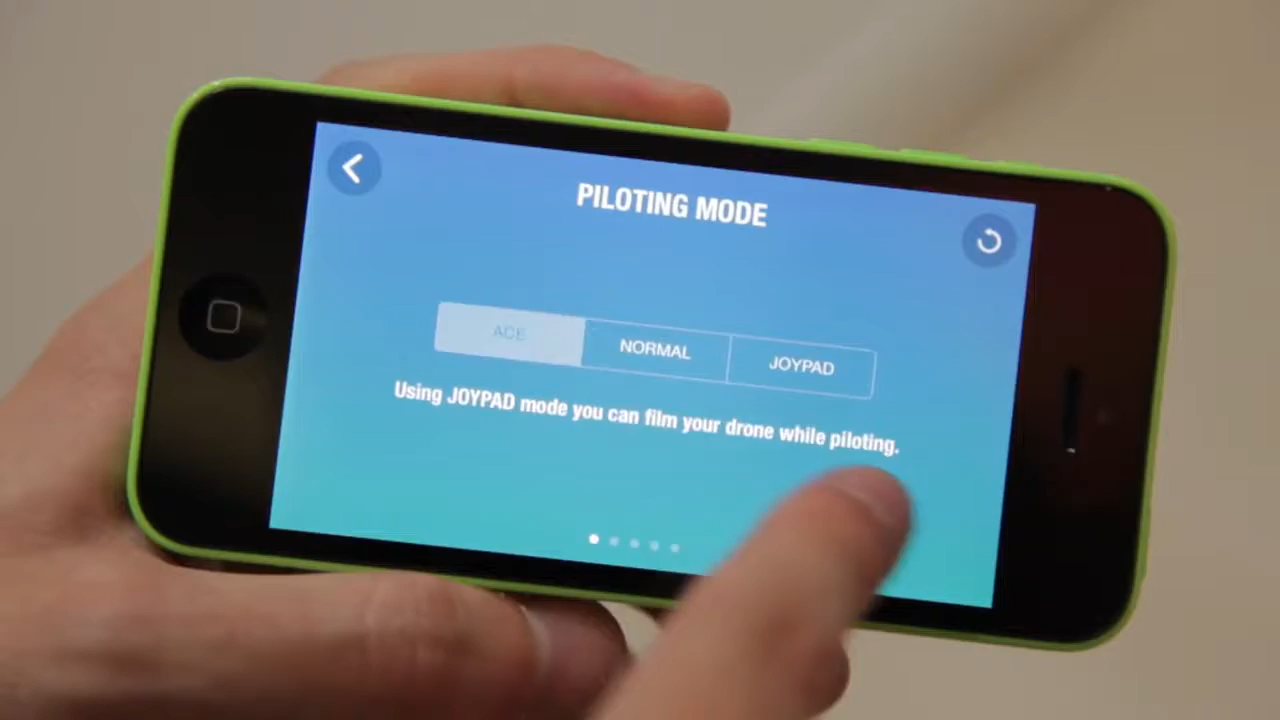 PILOTING MODE
ACE NORMAL JOYPAD
Using JOYPAD mode you can film your drone while piloting.